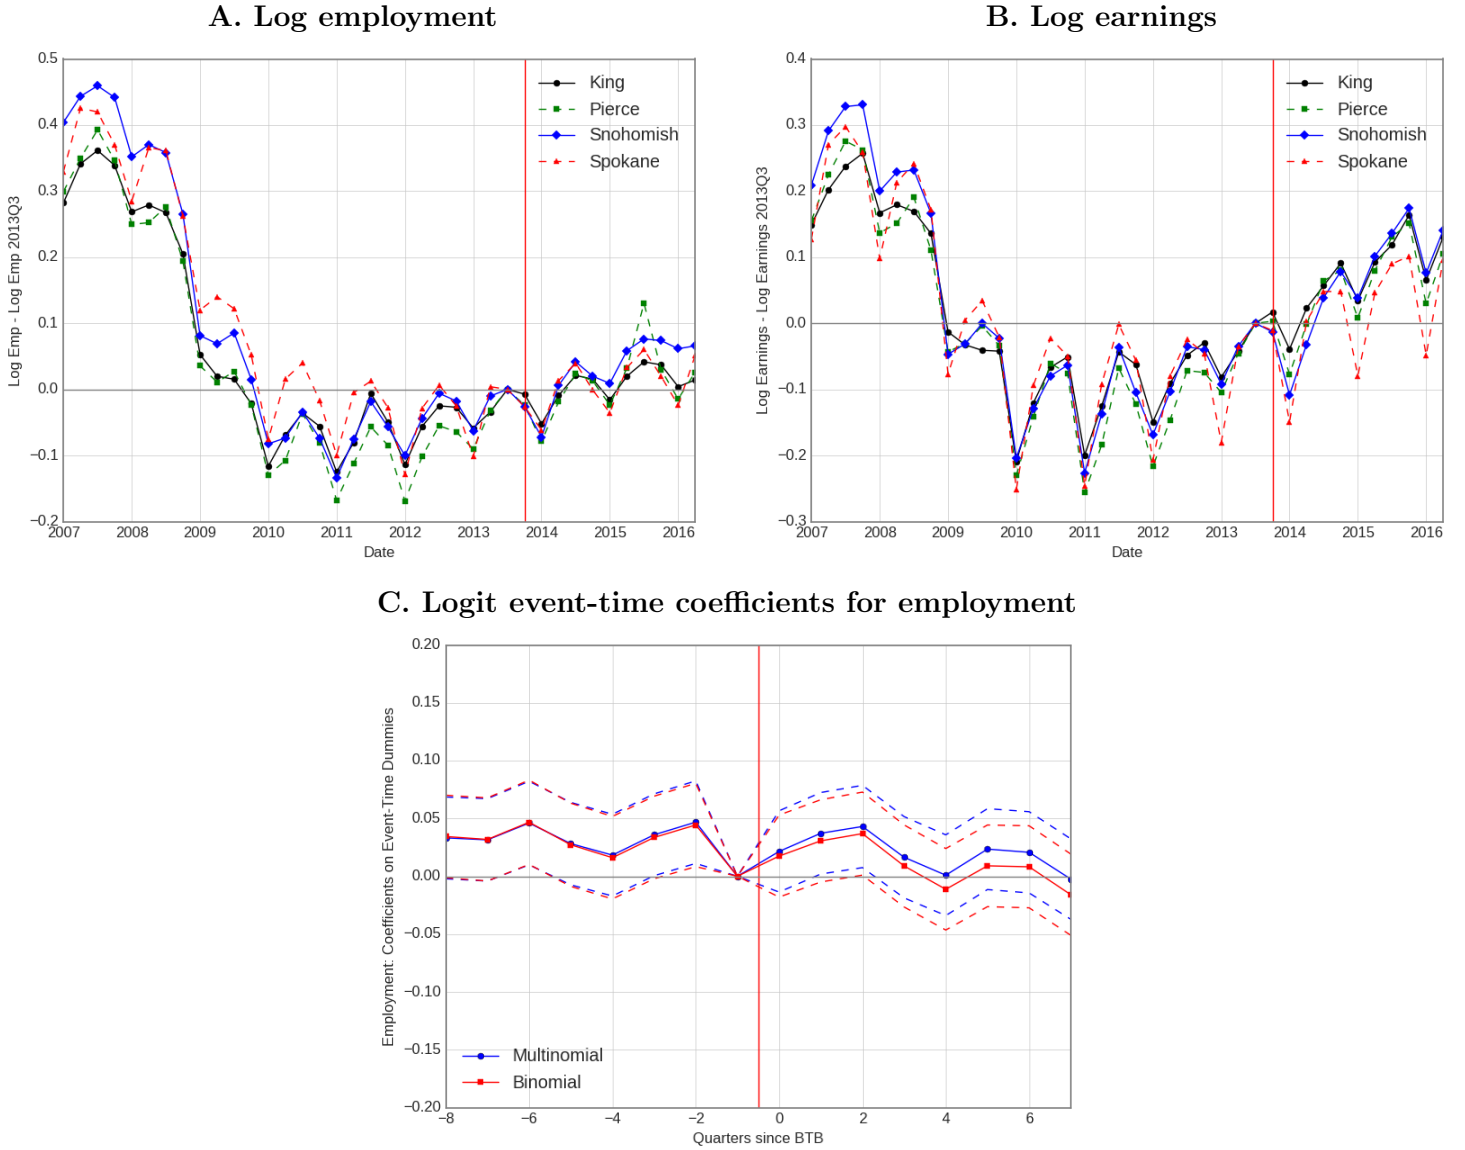 A. Log employment
Log Emp - Log Emp 2013Q3
0.5
0.4
0.3
0.2
0.1
0.0
−0.1
−0.2
King
Pierce
Snohomish
Spokane
2007 2008 2009 2010 2011 2012 2013 2014 2015 2016
Date
B. Log earnings
Log Earnings - Log Earnings 2013Q3
0.4
0.3
0.2
0.1
0.0
−0.1
−0.2
−0.3
King
Pierce
Snohomish
Spokane
2007 2008 2009 2010 2011 2012 2013 2014 2015 2016
Date
C. Logit event-time coefficients for employment
Employment: Coefficients on Event-Time Dummies
0.20
0.15
0.10
0.05
0.00
−0.05
−0.10
−0.15
−0.20
Multinomial
Binomial
−8 −6 −4 −2 0 2 4 6
Quarters since BTB